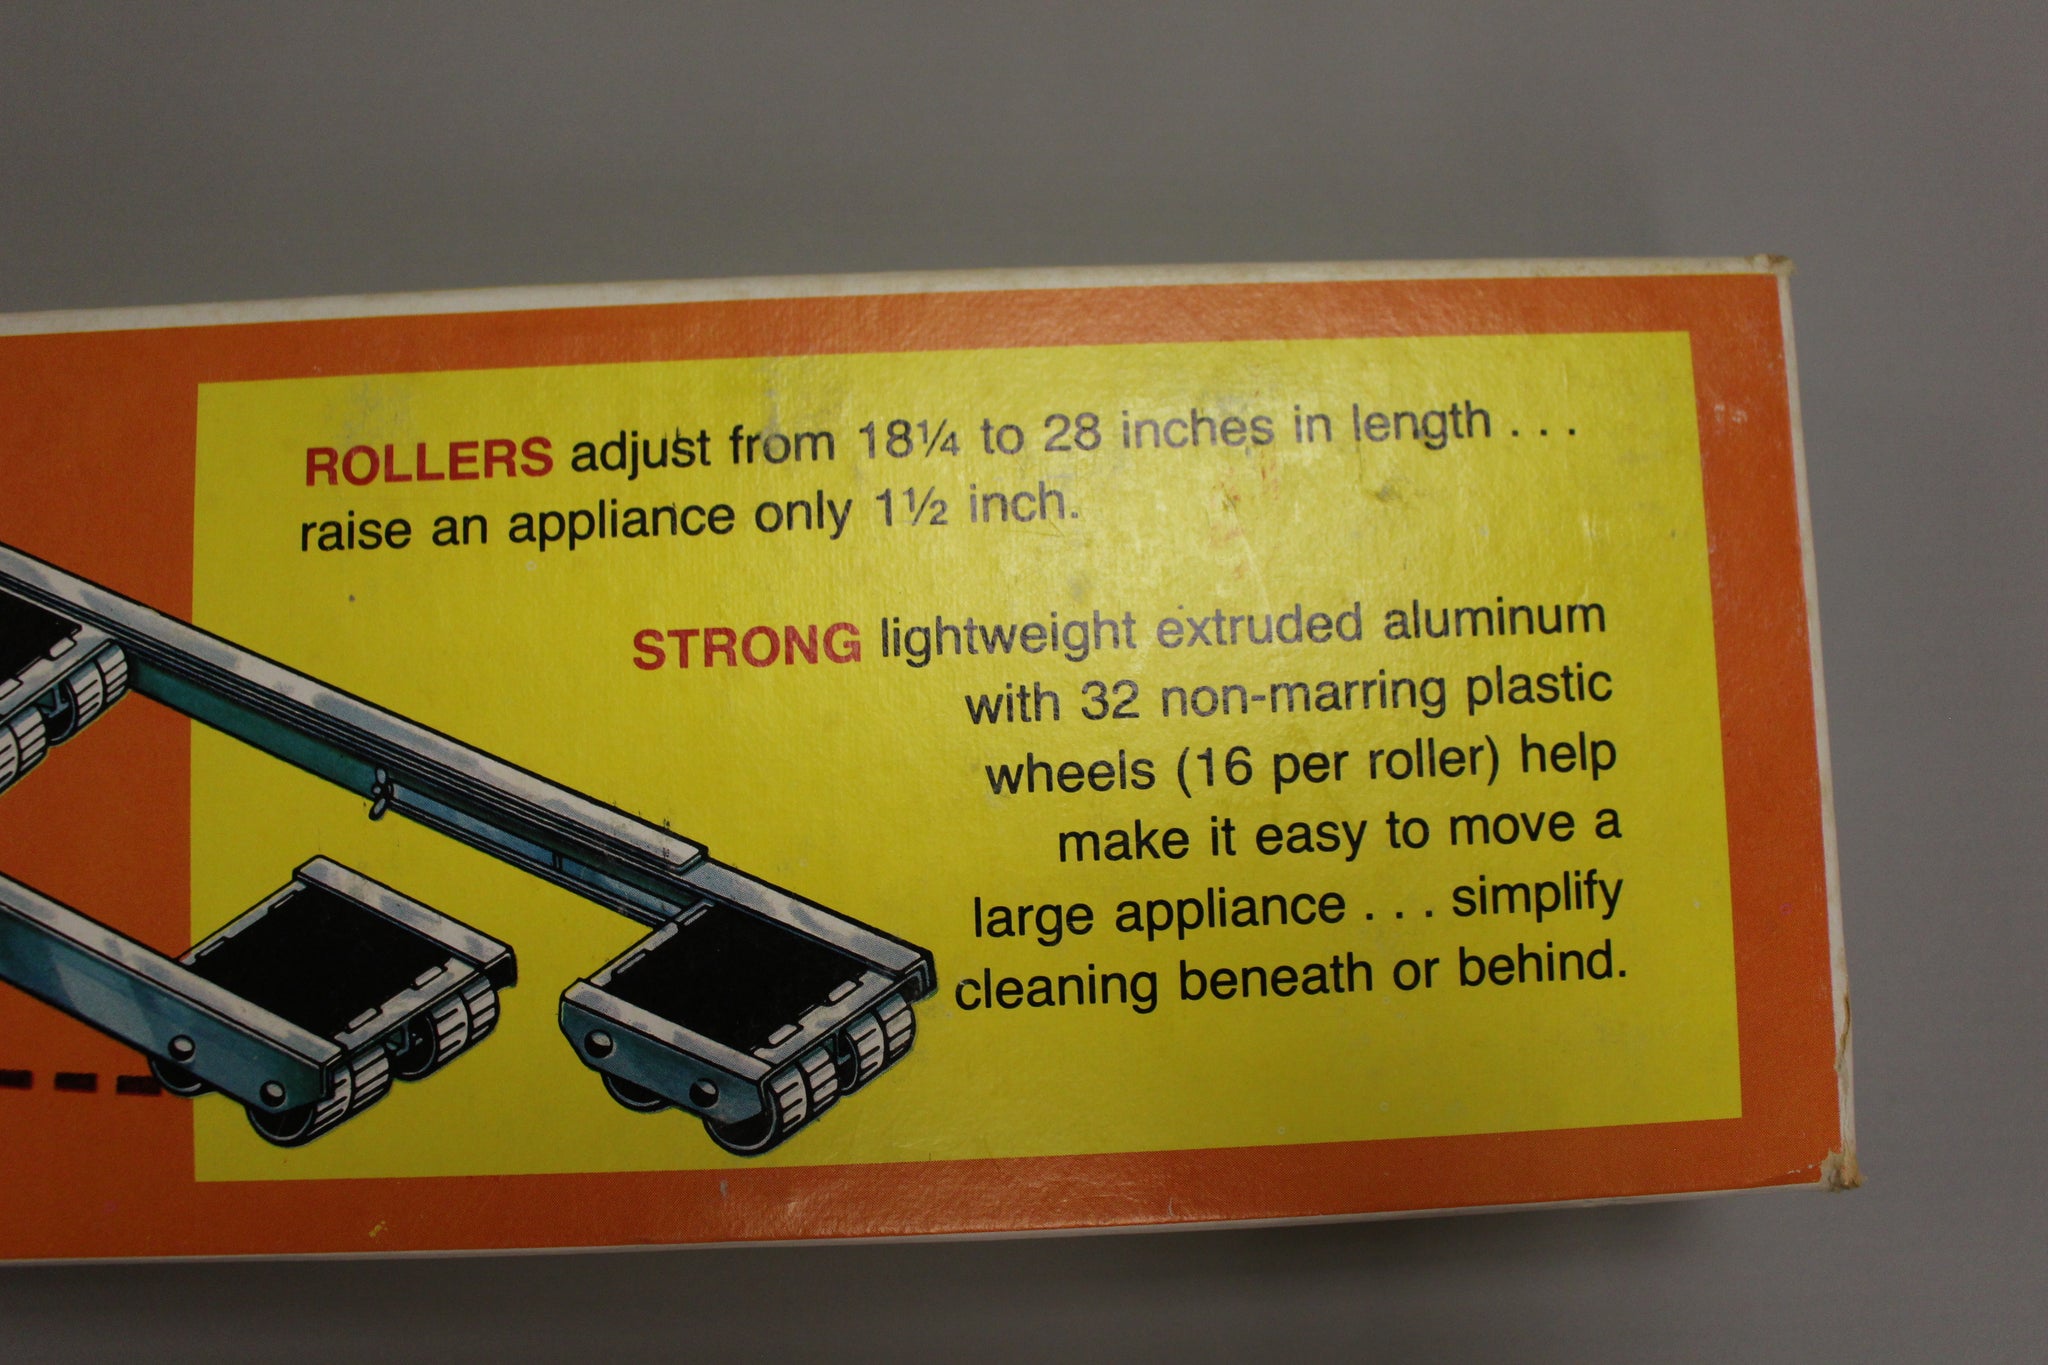 ROLLERS adjust from 18¼ to 28 inches in length . . .
raise an appliance only 1½ inch.
STRONG lightweight extruded aluminum
with 32 non-marring plastic
wheels (16 per roller) help
make it easy to move a
large appliance . . . simplify
cleaning beneath or behind.